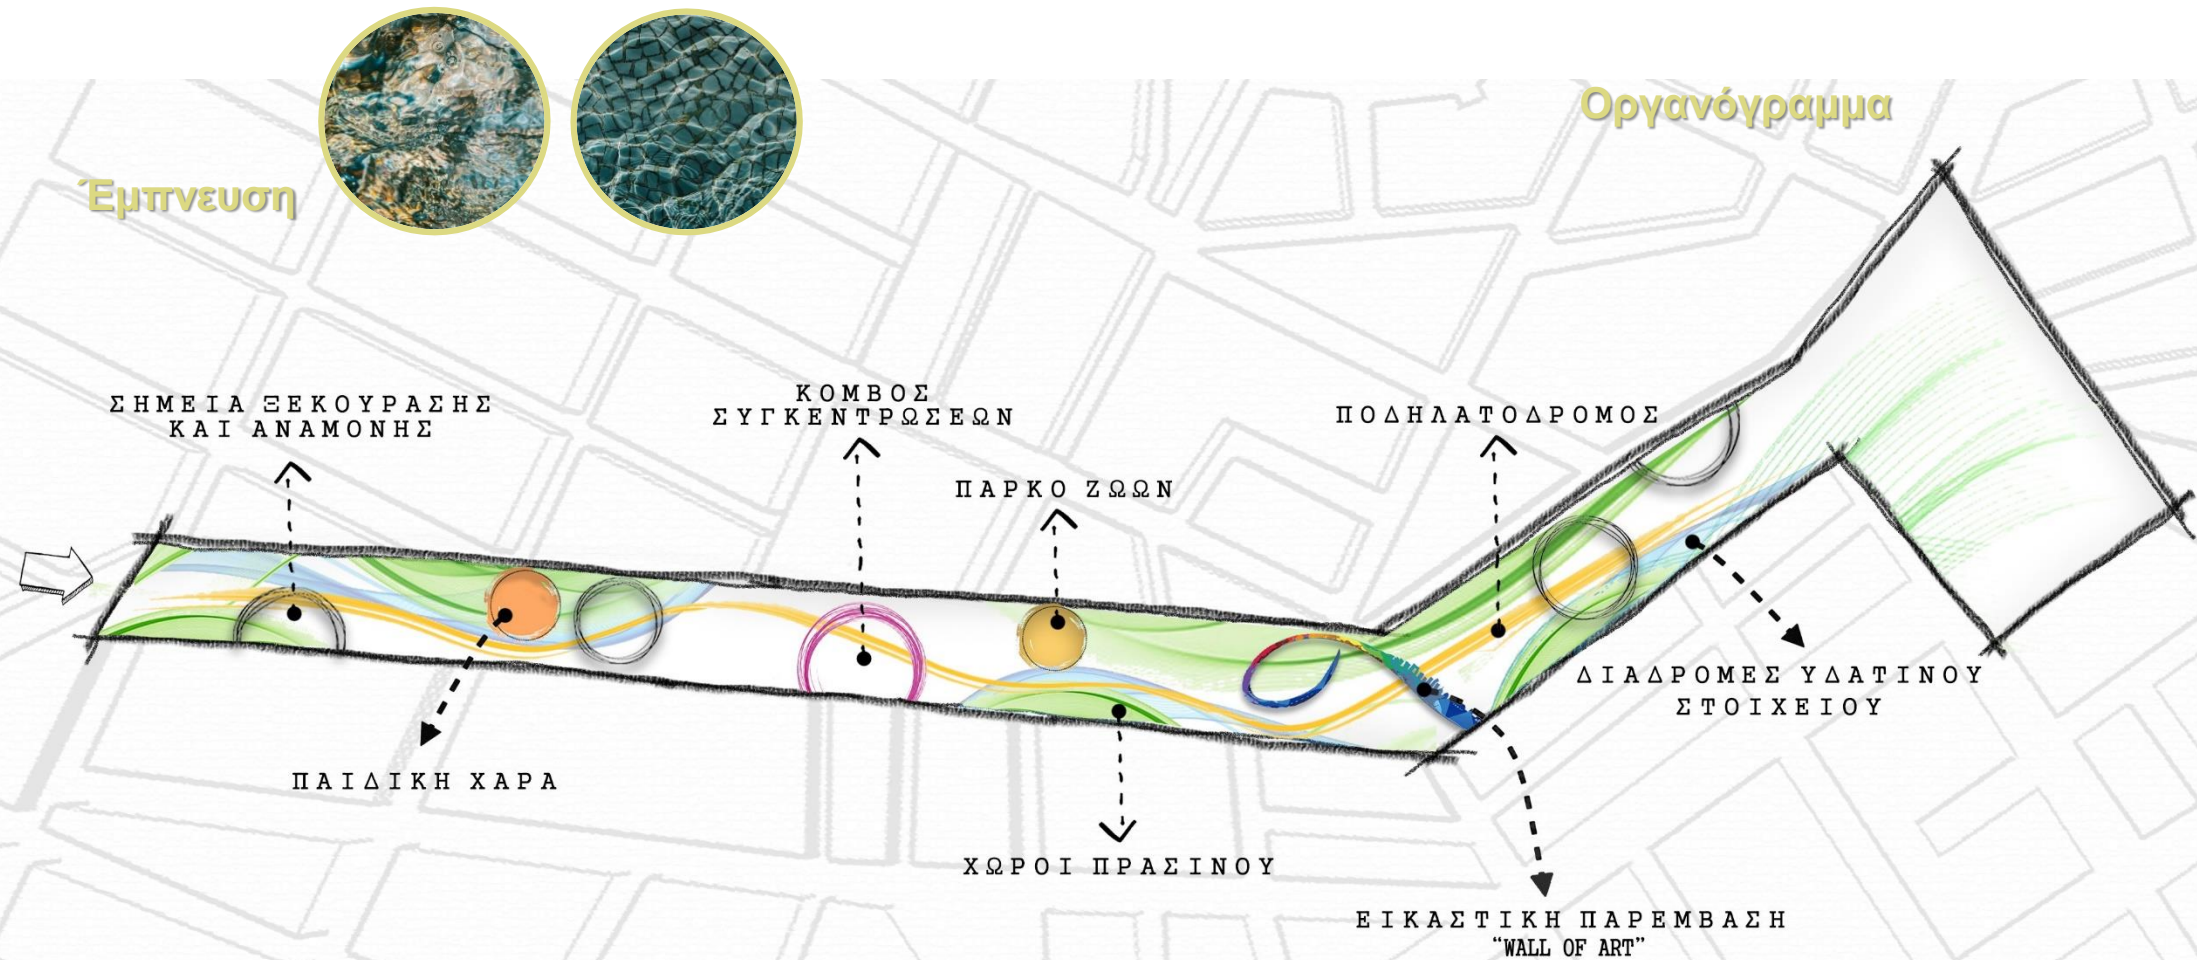 Οργανόγραμμα
Έμπνευση
ΣΗΜΕΙΑ ΞΕΚΟΥΡΑΣΗΣ
ΚΑΙ ΑΝΑΜΟΝΗΣ
ΚΟΜΒΟΣ
ΣΥΓΚΕΝΤΡΩΣΕΩΝ
ΠΑΡΚΟ ΖΩΩΝ
ΠΟΔΗΛΑΤΟΔΡΟΜΟΣ
ΔΙΑΔΡΟΜΕΣ ΥΔΑΤΙΝΟΥ
ΣΤΟΙΧΕΙΟΥ
ΠΑΙΔΙΚΗ ΧΑΡΑ
ΧΩΡΟΙ ΠΡΑΣΙΝΟΥ
ΕΙΚΑΣΤΙΚΗ ΠΑΡΕΜΒΑΣΗ
“WALL OF ART”